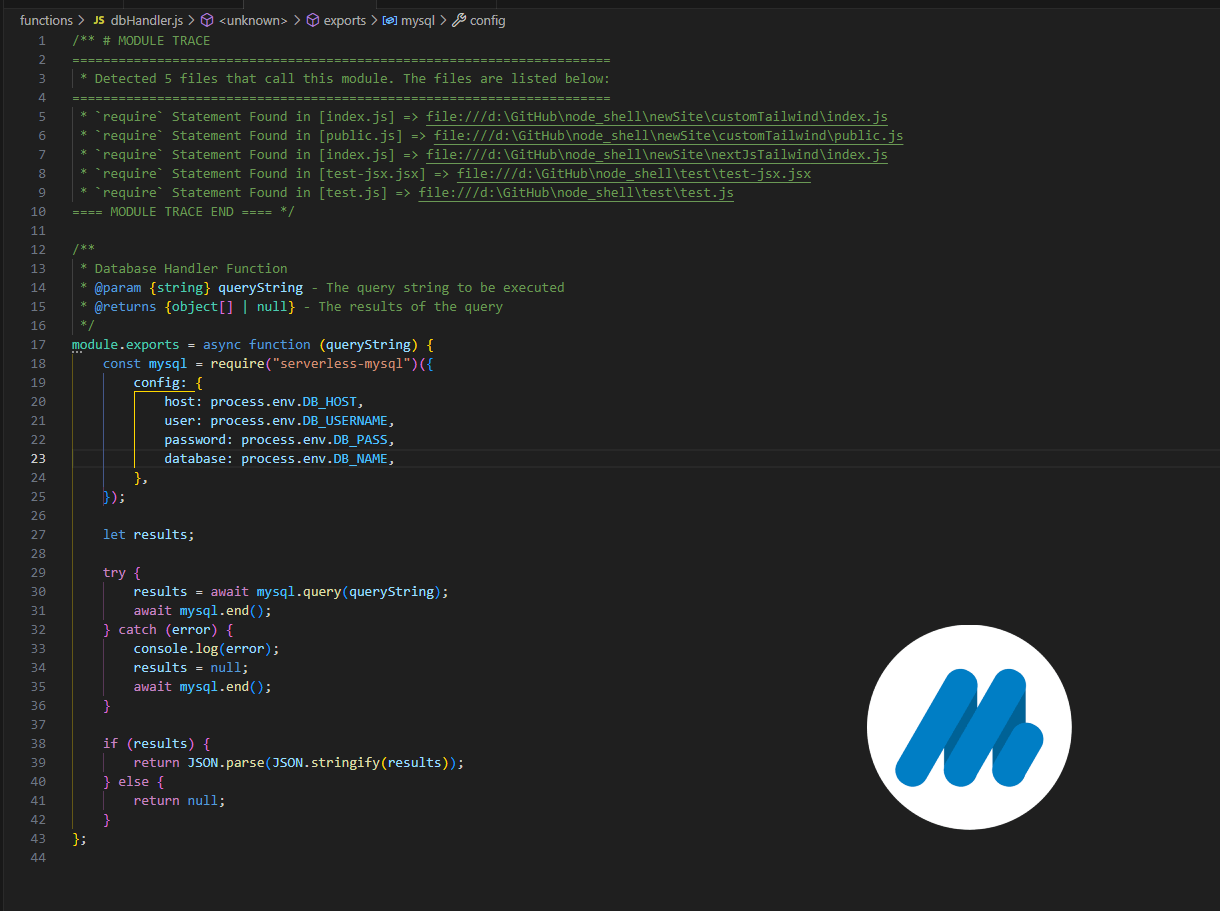 functions > JS dbHandler.js > <unknown> > exports > mysql > config
1 /** # MODULE TRACE
2 ======================================================================
3 * Detected 5 files that call this module. The files are listed below:
4 ======================================================================
5 * `require` Statement Found in [index.js] => file:///d:\GitHub\node_shell\newSite\customTailwind\index.js
6 * `require` Statement Found in [public.js] => file:///d:\GitHub\node_shell\newSite\customTailwind\public.js
7 * `require` Statement Found in [index.js] => file:///d:\GitHub\node_shell\newSite\nextJsTailwind\index.js
8 * `require` Statement Found in [test-jsx.jsx] => file:///d:\GitHub\node_shell\test\test-jsx.jsx
9 * `require` Statement Found in [test.js] => file:///d:\GitHub\node_shell\test\test.js
10 ==== MODULE TRACE END ==== */
11
12 /**
13 * Database Handler Function
14 * @param {string} queryString - The query string to be executed
15 * @returns {object[] | null} - The results of the query
16 */
17 module.exports = async function (queryString) {
18 const mysql = require("serverless-mysql")({
19 config: {
20 host: process.env.DB_HOST,
21 user: process.env.DB_USERNAME,
22 password: process.env.DB_PASS,
23 database: process.env.DB_NAME,
24 },
25 });
26
27 let results;
28
29 try {
30 results = await mysql.query(queryString);
31 await mysql.end();
32 } catch (error) {
33 console.log(error);
34 results = null;
35 await mysql.end();
36 }
37
38 if (results) {
39 return JSON.parse(JSON.stringify(results));
40 } else {
41 return null;
42 }
43 };
44